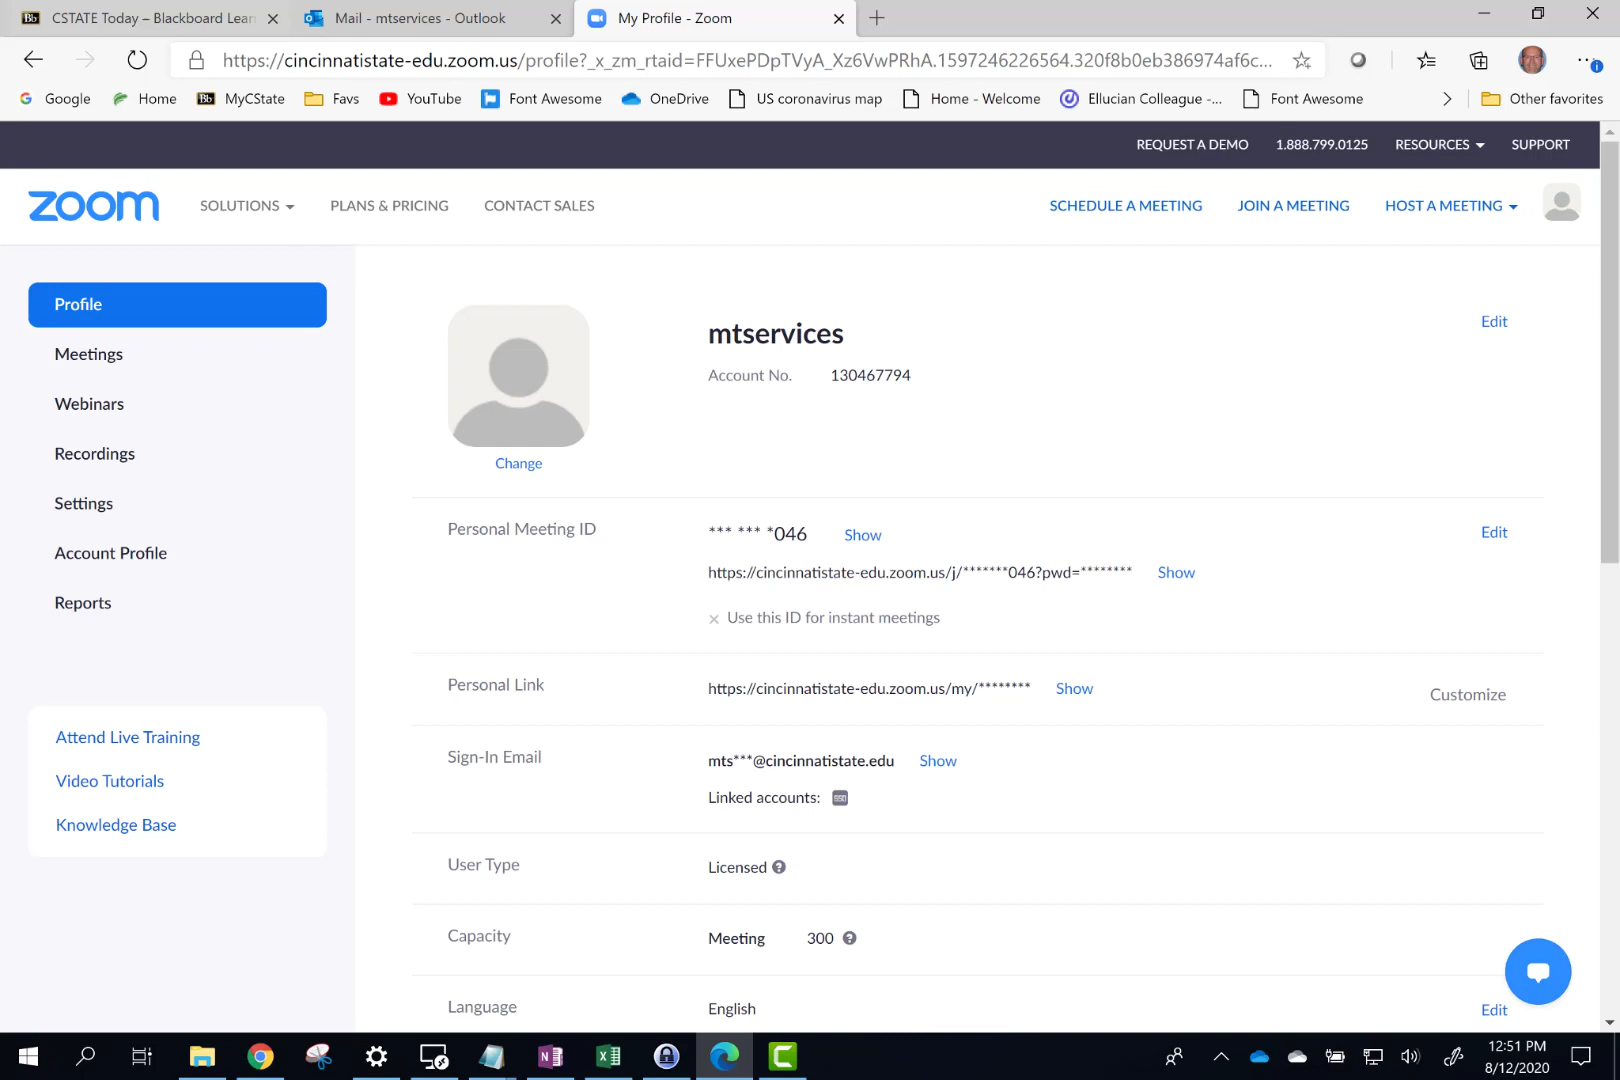 CSTATE Today – Blackboard Lear
Mail - mtservices - Outlook
My Profile - Zoom
https://cincinnatistate-edu.zoom.us/profile?_x_zm_rtaid=FFUxePDpTVyA_Xz6VwPRhA.1597246226564.320f8b0eb386974af6c...
Google
Home
MyCState
Favs
YouTube
Font Awesome
OneDrive
US coronavirus map
Home - Welcome
Ellucian Colleague -...
Font Awesome
Other favorites
REQUEST A DEMO
1.888.799.0125
RESOURCES
SUPPORT
zoom
SOLUTIONS
PLANS & PRICING
CONTACT SALES
SCHEDULE A MEETING
JOIN A MEETING
HOST A MEETING
Profile
Meetings
Webinars
Recordings
Settings
Account Profile
Reports
Attend Live Training
Video Tutorials
Knowledge Base
Change
mtservices
Edit
Account No. 130467794
Personal Meeting ID
*** *** *046 Show
Edit
https://cincinnatistate-edu.zoom.us/j/*******046?pwd=******** Show
× Use this ID for instant meetings
Personal Link
https://cincinnatistate-edu.zoom.us/my/******** Show
Customize
Sign-In Email
mts***@cincinnatistate.edu Show
Linked accounts: SSO
User Type
Licensed
Capacity
Meeting 300
Language
English
Edit
12:51 PM
8/12/2020